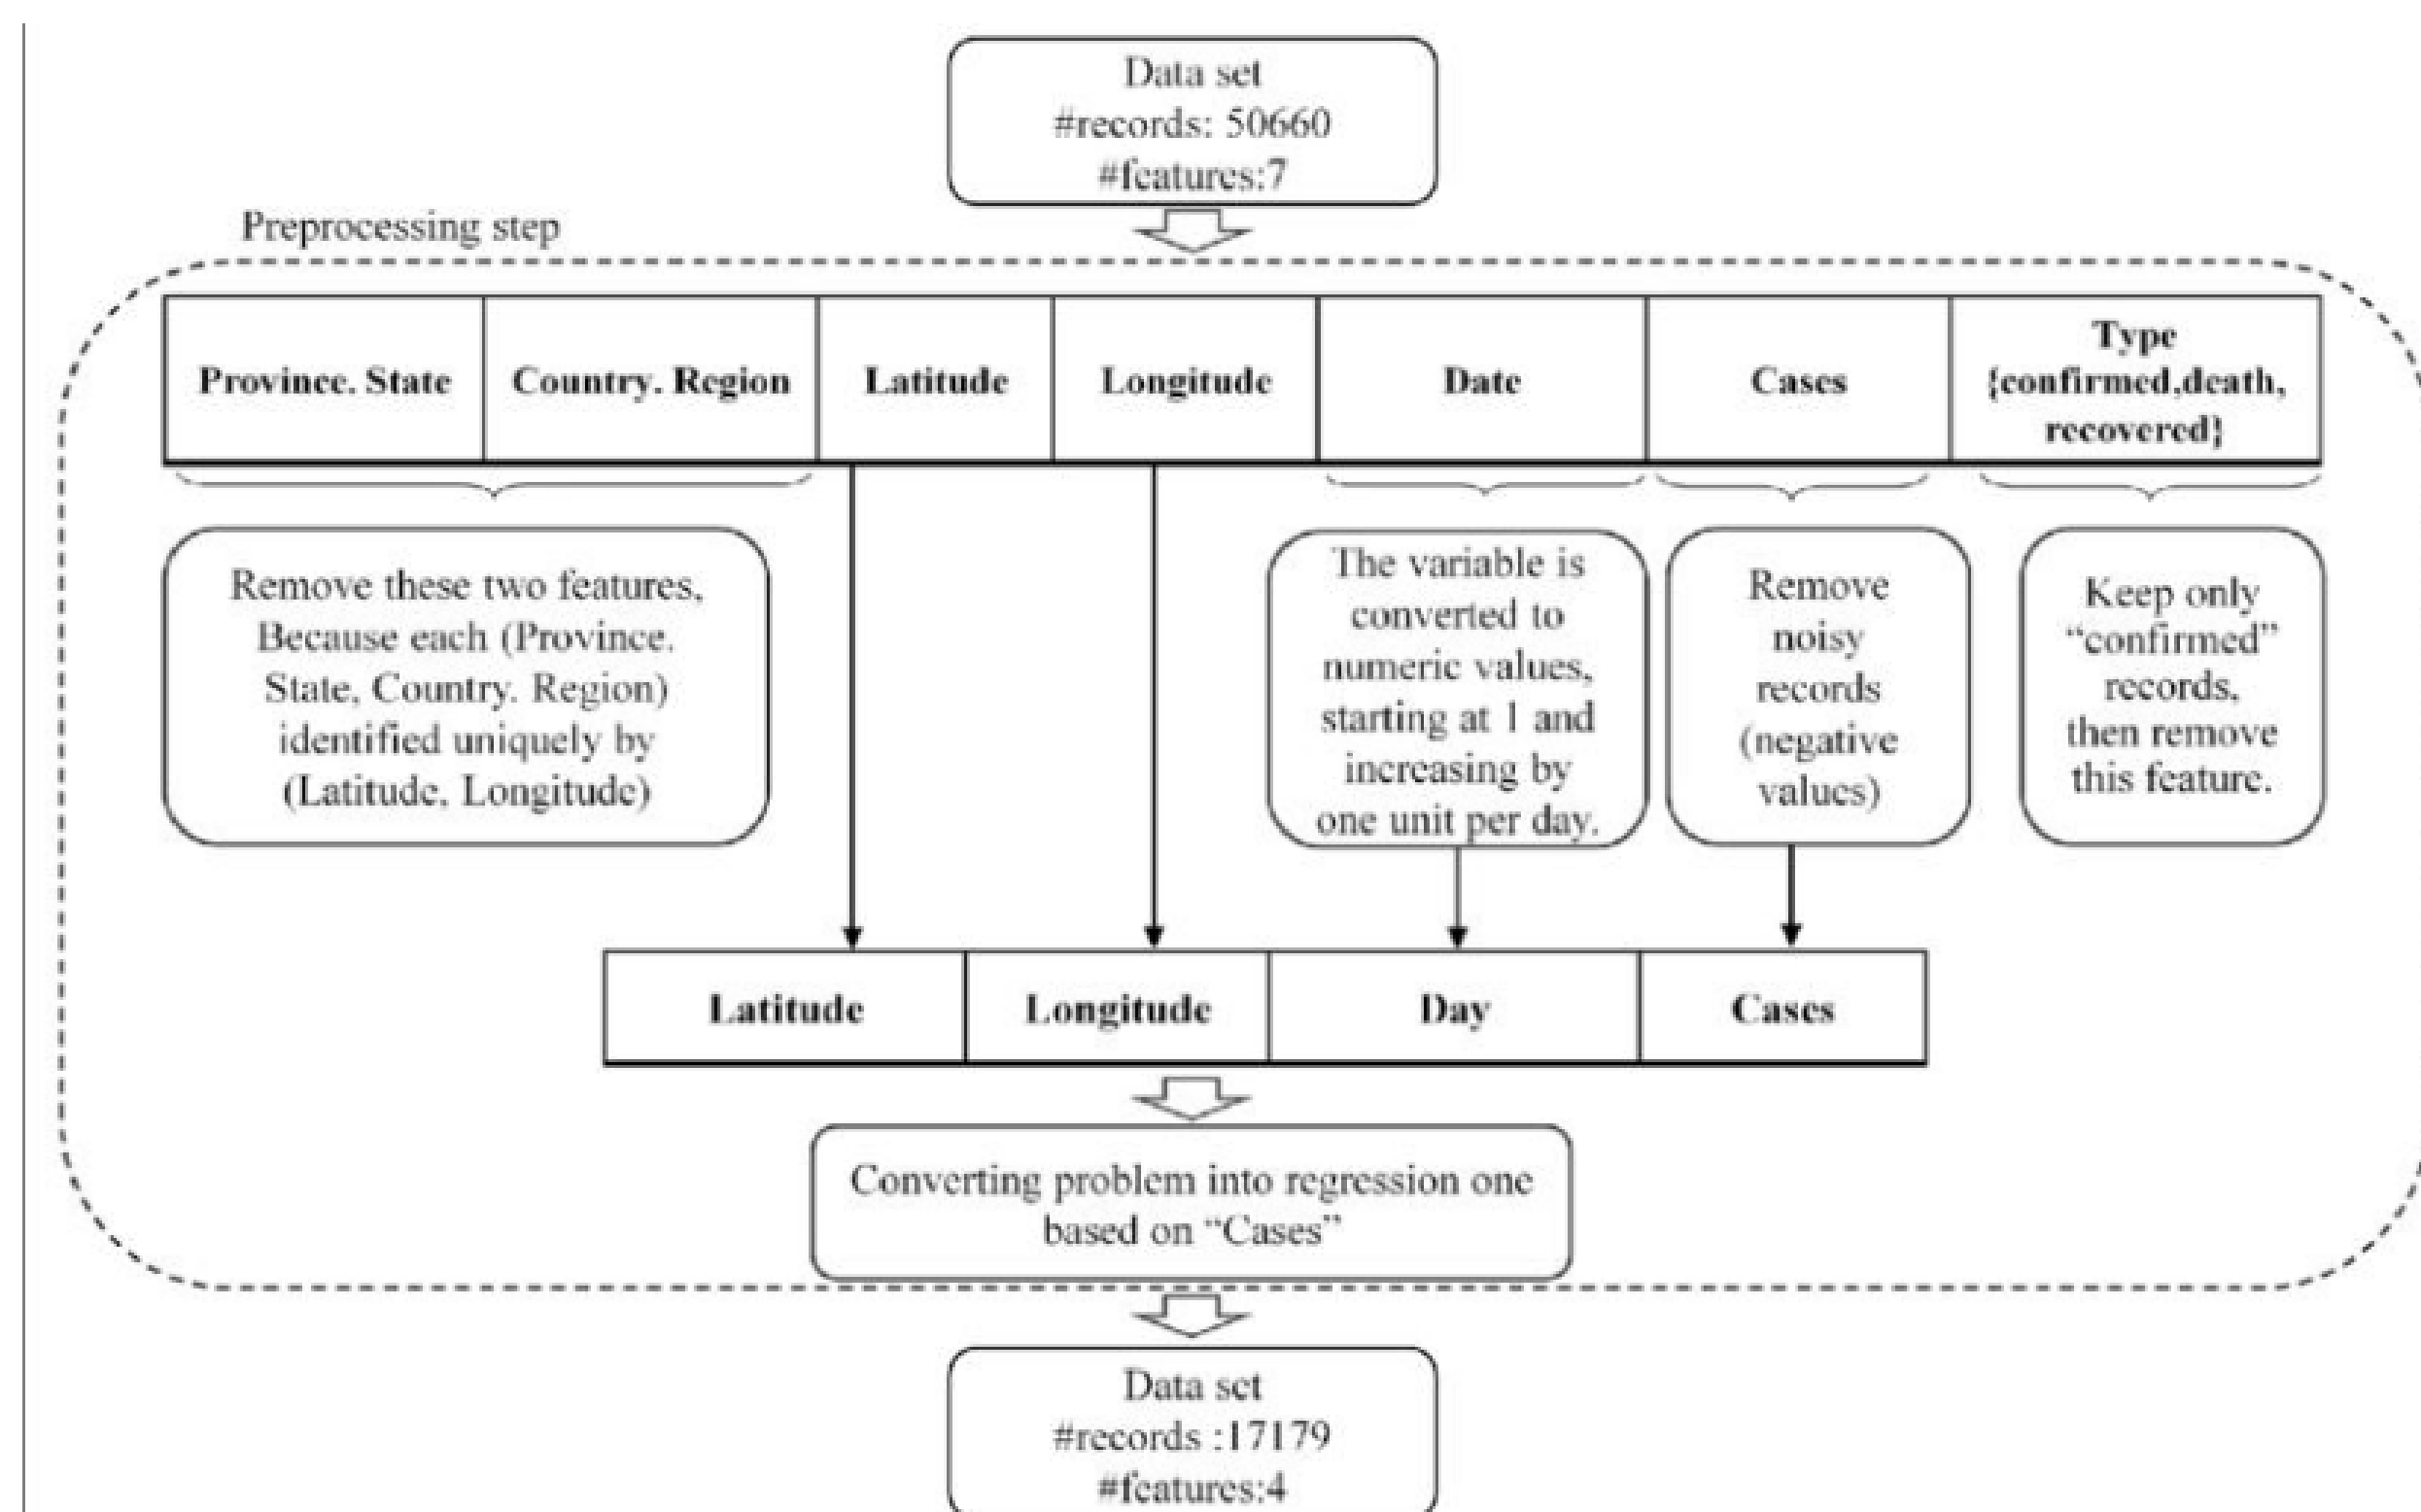 Data set
#records: 50660
#features:7
Preprocessing step
Province. State
Country. Region
Latitude
Longitude
Date
Cases
Type
{confirmed,death,
recovered}
Remove these two features,
Because each (Province.
State, Country. Region)
identified uniquely by
(Latitude, Longitude)
The variable is
converted to
numeric values,
starting at 1 and
increasing by
one unit per day.
Remove
noisy
records
(negative
values)
Keep only
“confirmed”
records,
then remove
this feature.
Latitude
Longitude
Day
Cases
Converting problem into regression one
based on “Cases”
Data set
#records :17179
#features:4